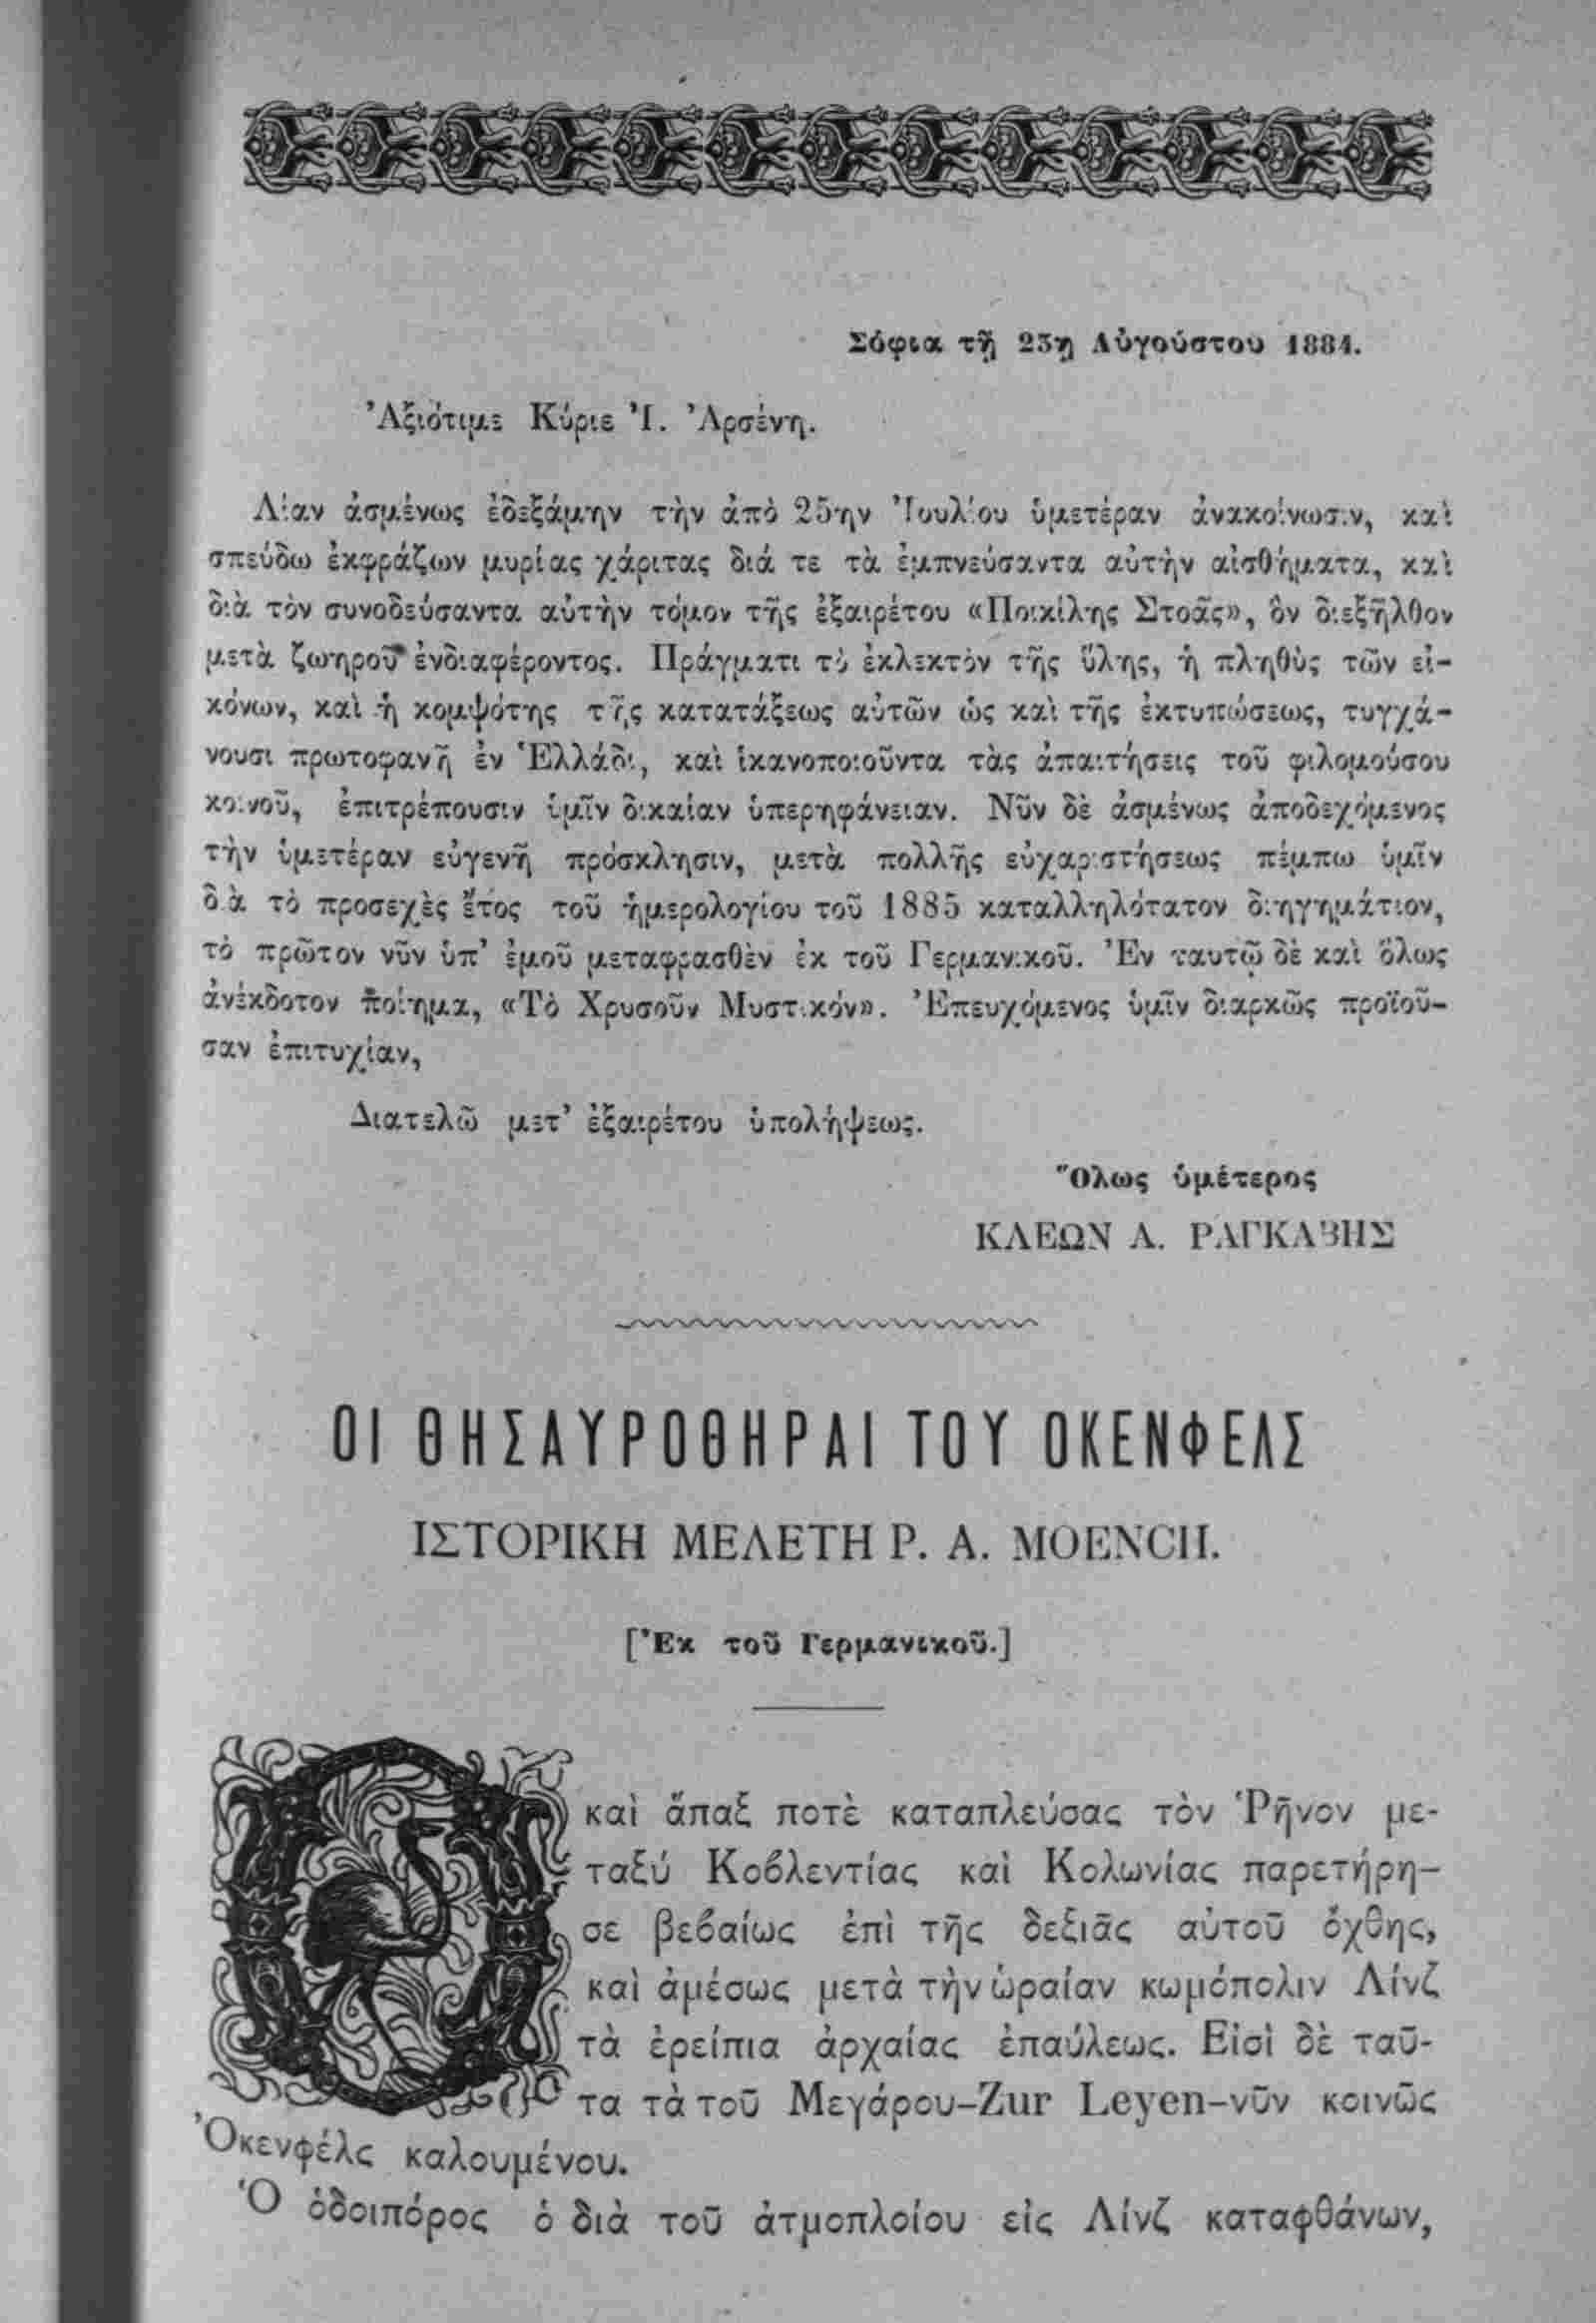 Σόφια τῇ 25ῃ Αὐγούστου 1884.
Ἀξιότιμε Κύριε Ἰ. Ἀρσένη.
Λίαν ἀσμένως ἐδεξάμην τὴν ἀπὸ 25ην Ἰουλίου ὑμετέραν ἀνακοίνωσιν, καὶ
σπεύδω ἐκφράζων μυρίας χάριτας διά τε τὰ ἐμπνεύσαντα αὐτὴν αἰσθήματα, καὶ
διὰ τὸν συνοδεύσαντα αὐτὴν τόμον τῆς ἐξαιρέτου «Ποικίλης Στοᾶς», ὃν διεξῆλθον
μετὰ ζωηροῦ ἐνδιαφέροντος. Πράγματι τὸ ἐκλεκτὸν τῆς ὕλης, ἡ πληθὺς τῶν εἰ-
κόνων, καὶ ἡ κομψότης τῆς κατατάξεως αὐτῶν ὡς καὶ τῆς ἐκτυπώσεως, τυγχά-
νουσι πρωτοφανῆ ἐν Ἑλλάδι, καὶ ἱκανοποιοῦντα τὰς ἀπαιτήσεις τοῦ φιλομούσου
κοινοῦ, ἐπιτρέπουσιν ὑμῖν δικαίαν ὑπερηφάνειαν. Νῦν δὲ ἀσμένως ἀποδεχόμενος
τὴν ὑμετέραν εὐγενῆ πρόσκλησιν, μετὰ πολλῆς εὐχαριστήσεως πέμπω ὑμῖν
διὰ τὸ προσεχὲς ἔτος τοῦ ἡμερολογίου τοῦ 1885 καταλληλότατον διηγημάτιον,
τὸ πρῶτον νῦν ὑπ' ἐμοῦ μεταφρασθὲν ἐκ τοῦ Γερμανικοῦ. Ἐν ταυτῷ δὲ καὶ ὅλως
ἀνέκδοτον ποίημα, «Τὸ Χρυσοῦν Μυστικόν». Ἐπευχόμενος ὑμῖν διαρκῶς προϊοῦ-
σαν ἐπιτυχίαν,
Διατελῶ μετ' ἐξαιρέτου ὑπολήψεως.
Ὅλως ὑμέτερος
ΚΛΕΩΝ Α. ΡΑΓΚΑΒΗΣ
ΟΙ ΘΗΣΑΥΡΟΘΗΡΑΙ ΤΟΥ ΟΚΕΝΦΕΛΣ
ΙΣΤΟΡΙΚΗ ΜΕΛΕΤΗ P. A. MOENCH.
[Ἐκ τοῦ Γερμανικοῦ.]
Ὁ καὶ ἅπαξ ποτὲ καταπλεύσας τὸν Ῥῆνον με-
ταξύ Κοβλεντίας καὶ Κολωνίας παρετήρη-
σε βεβαίως ἐπὶ τῆς δεξιᾶς αὐτοῦ ὄχθης,
καὶ ἀμέσως μετὰ τὴν ὡραίαν κωμόπολιν Λίνζ
τὰ ἐρείπια ἀρχαίας ἐπαύλεως. Εἰσὶ δὲ ταῦ-
τα τὰ τοῦ Μεγάρου–Zur Leyen–νῦν κοινῶς
Ὀκενφέλς καλουμένου.
Ὁ ὁδοιπόρος ὁ διὰ τοῦ ἀτμοπλοίου εἰς Λίνζ καταφθάνων,